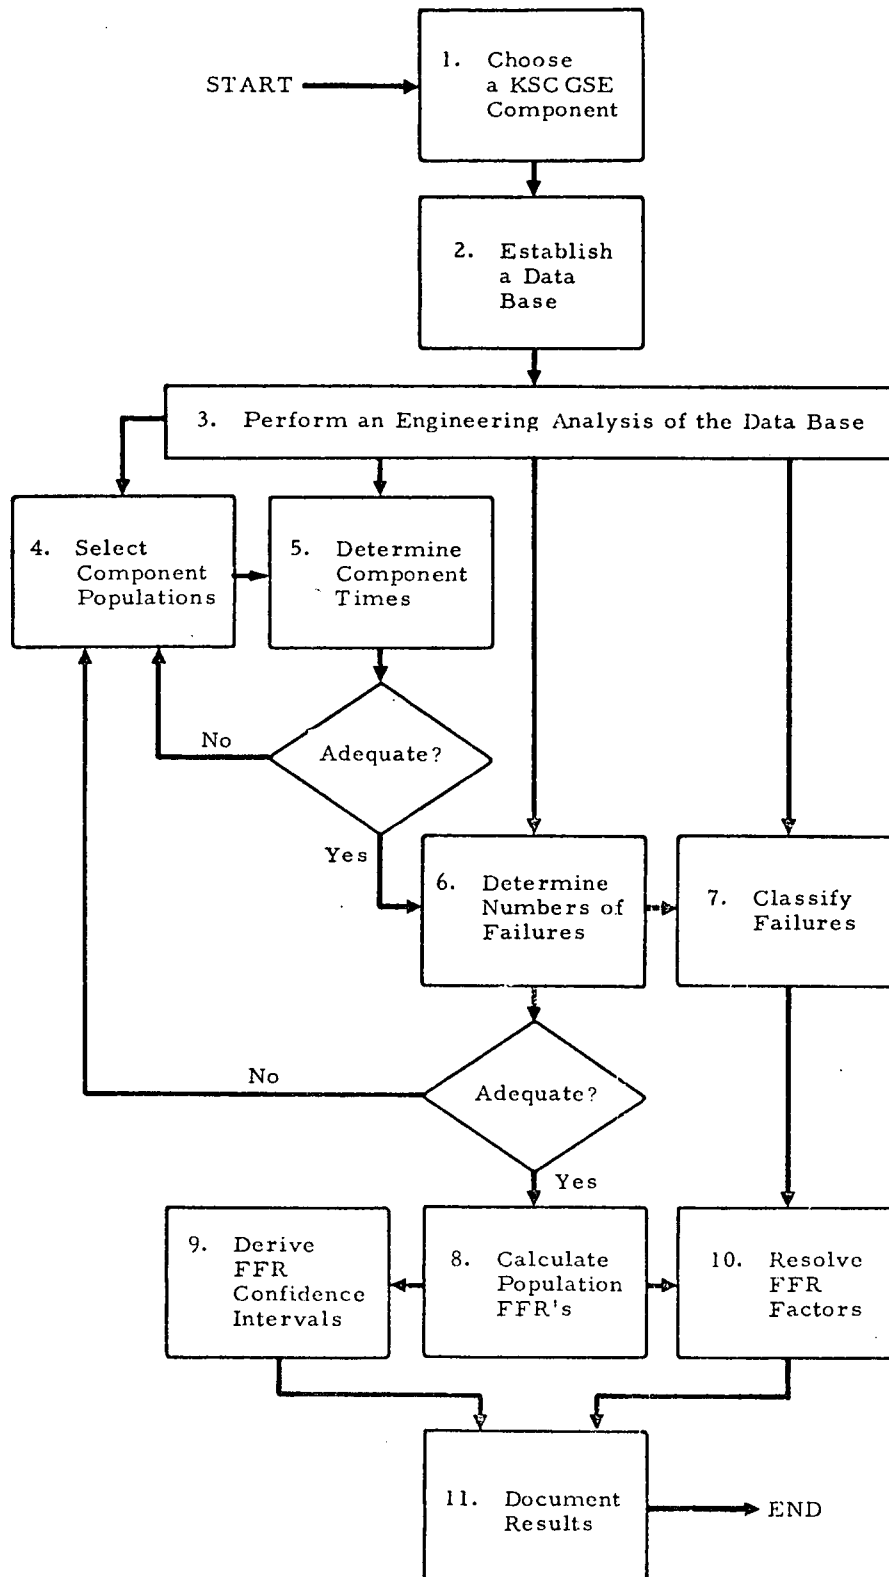 START
1. Choose
a KSC GSE
Component
2. Establish
a Data
Base
3. Perform an Engineering Analysis of the Data Base
4. Select
Component
Populations
5. Determine
Component
Times
Adequate?
No
Yes
6. Determine
Numbers of
Failures
7. Classify
Failures
Adequate?
No
Yes
9. Derive
FFR
Confidence
Intervals
8. Calculate
Population
FFR's
10. Resolve
FFR
Factors
11. Document
Results
END